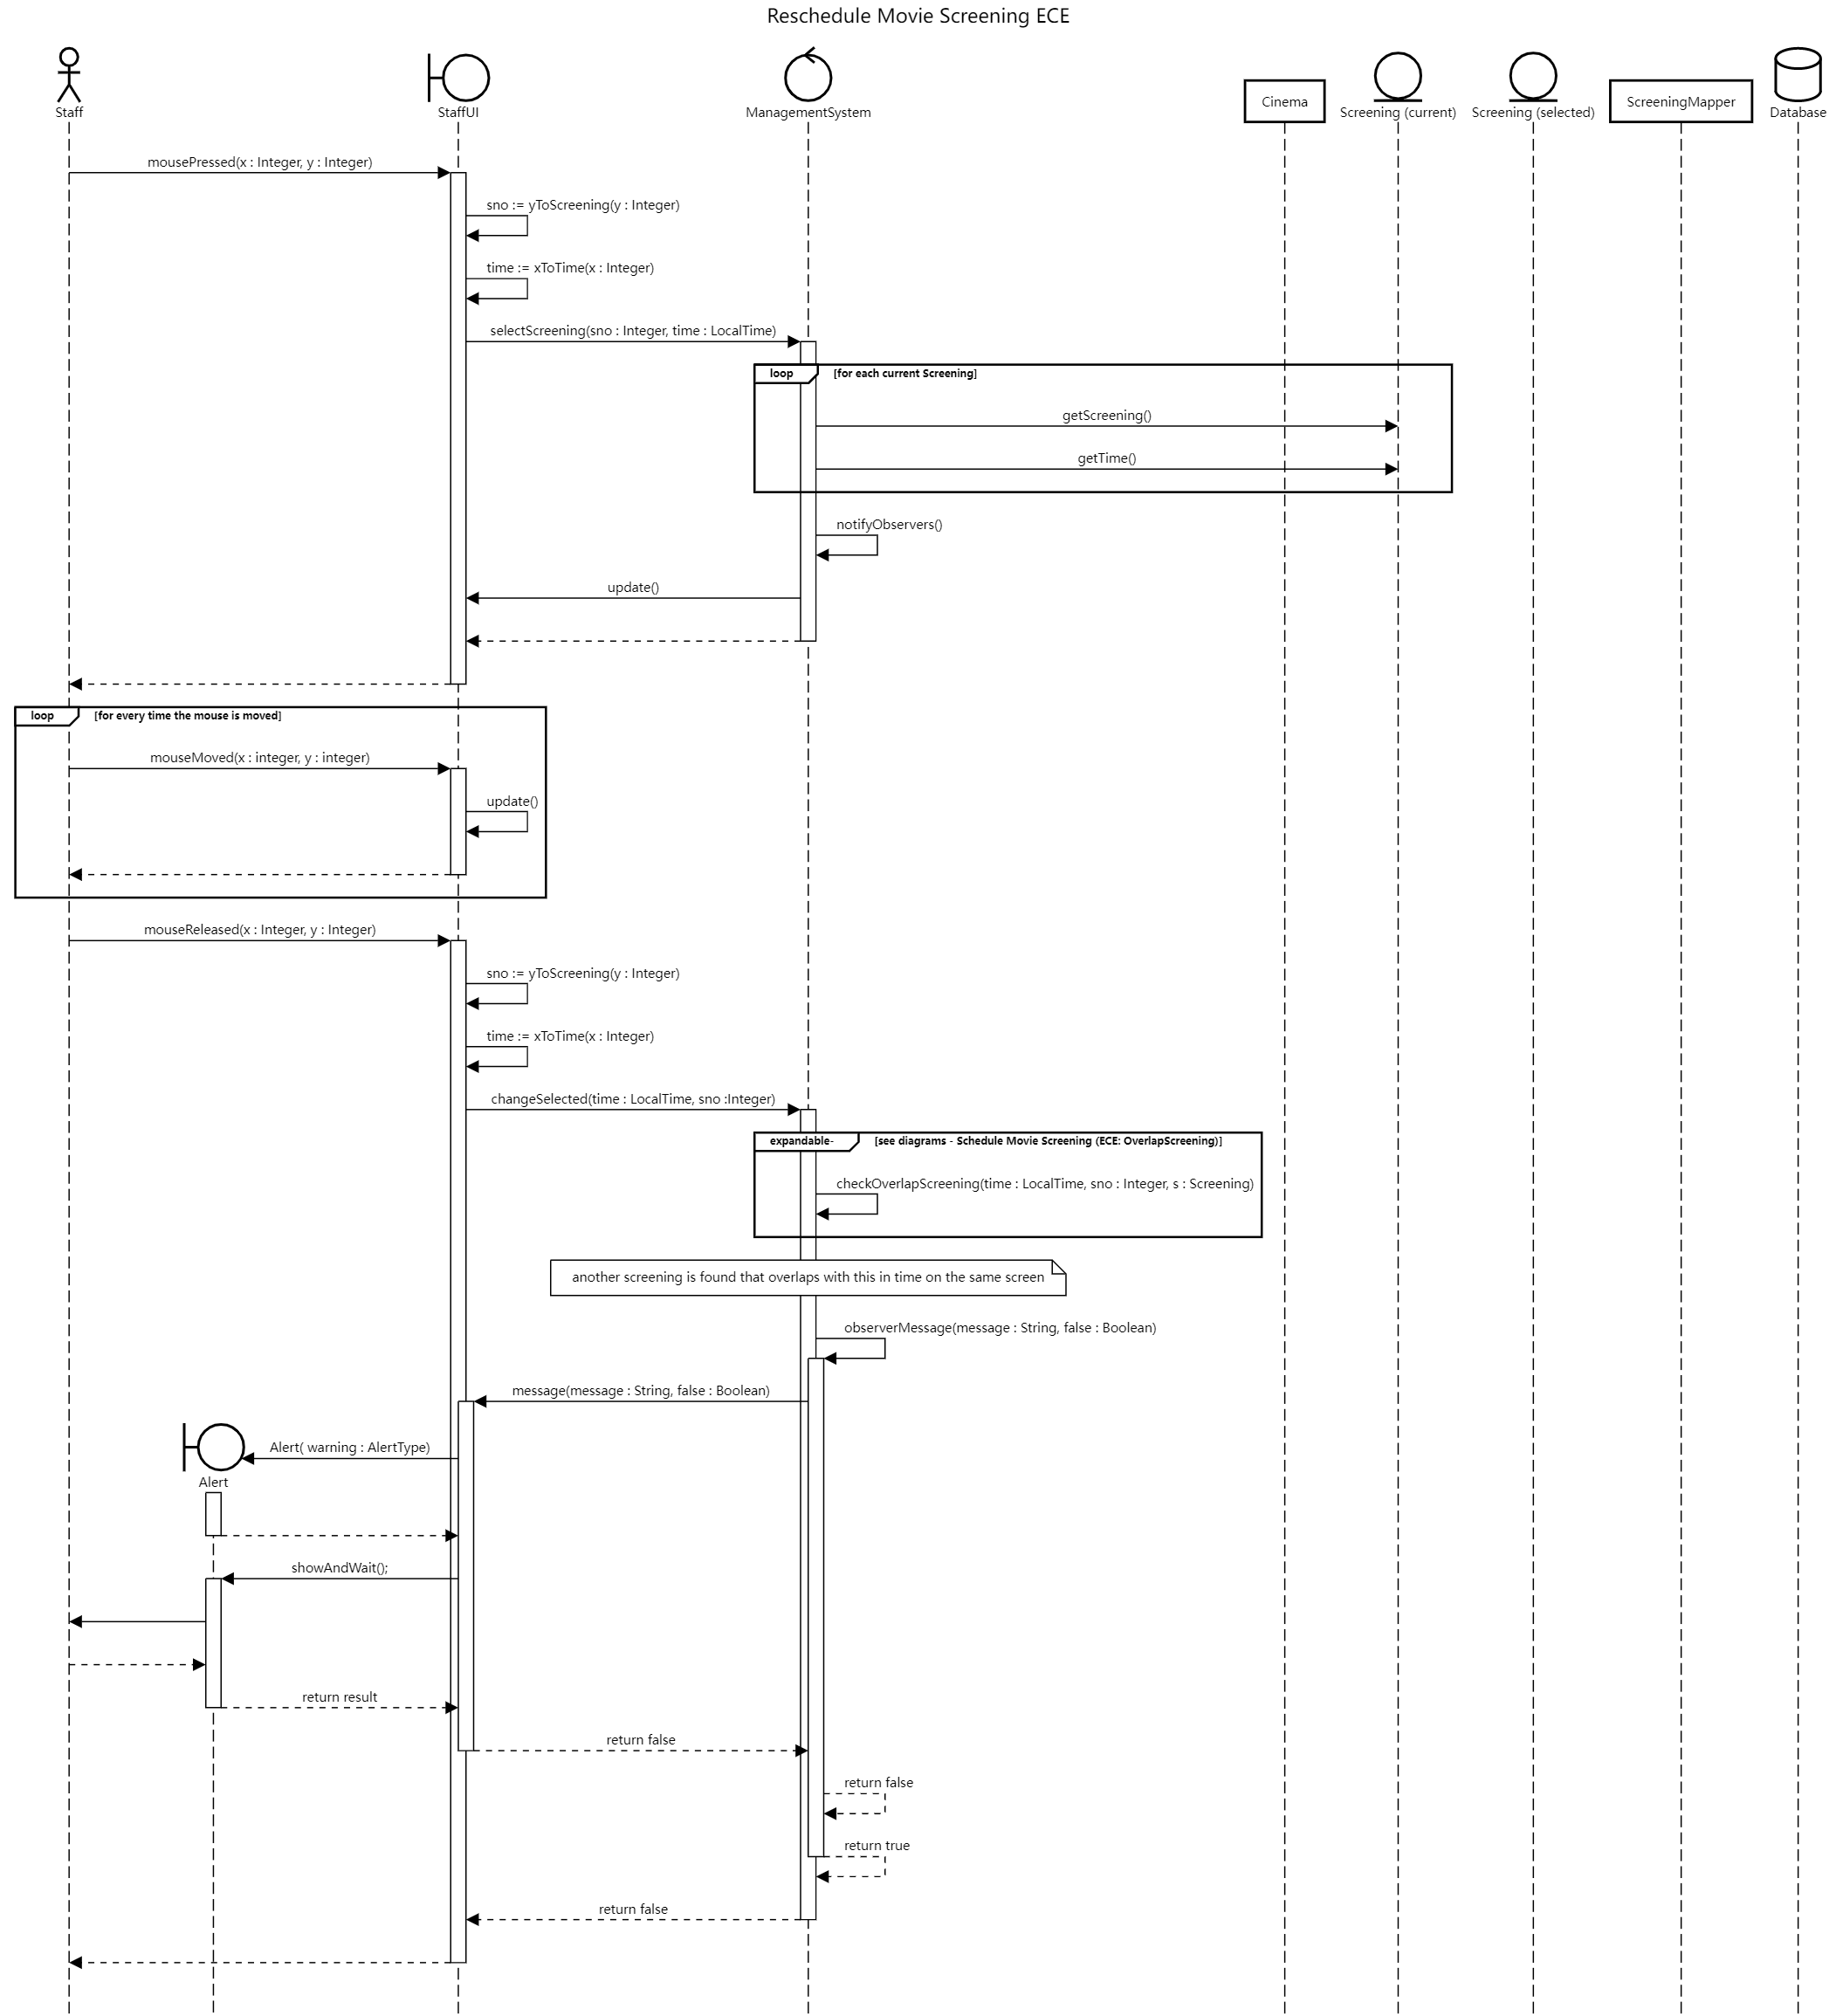 Reschedule Movie Screening ECE
Staff
StaffUI
ManagementSystem
Cinema
Screening (current)
Screening (selected)
ScreeningMapper
Database
mousePressed(x : Integer, y : Integer)
sno := yToScreening(y : Integer)
time := xToTime(x : Integer)
selectScreening(sno : Integer, time : LocalTime)
loop [for each current Screening]
getScreening()
getTime()
notifyObservers()
update()
loop [for every time the mouse is moved]
mouseMoved(x : integer, y : integer)
update()
mouseReleased(x : Integer, y : Integer)
sno := yToScreening(y : Integer)
time := xToTime(x : Integer)
changeSelected(time : LocalTime, sno :Integer)
expandable- [see diagrams - Schedule Movie Screening (ECE: OverlapScreening)]
checkOverlapScreening(time : LocalTime, sno : Integer, s : Screening)
another screening is found that overlaps with this in time on the same screen
observerMessage(message : String, false : Boolean)
message(message : String, false : Boolean)
Alert( warning : AlertType)
Alert
showAndWait();
return result
return false
return false
return true
return false